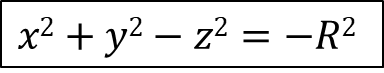 x² + y² − z² = −R²